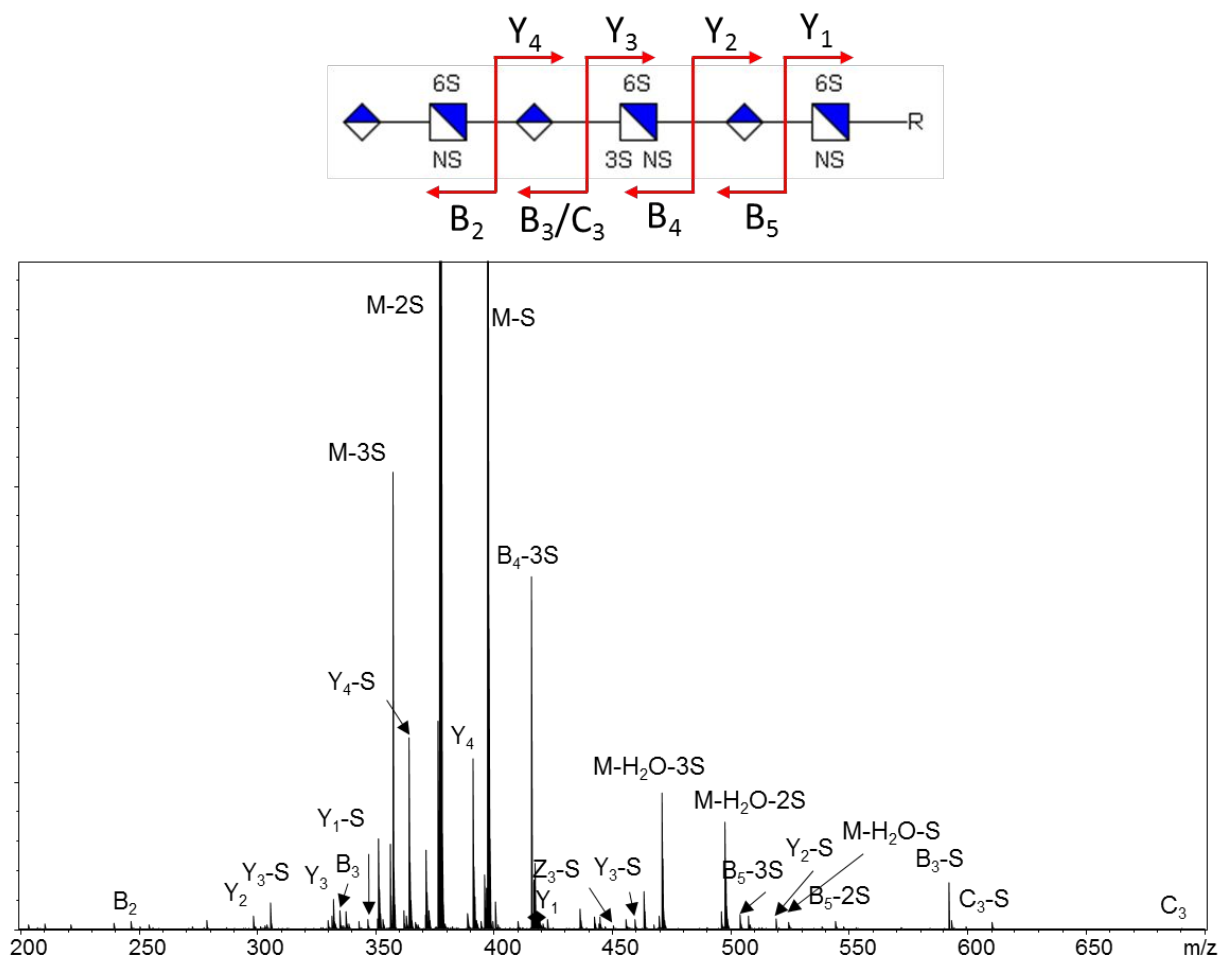 Y₄ Y₃ Y₂ Y₁
6S 6S 6S
R
NS 3S NS NS
B₂ B₃/C₃ B₄ B₅
M-2S
M-S
M-3S
B₄-3S
Y₄-S
Y₄
M-H₂O-3S
M-H₂O-2S
Y₁-S
M-H₂O-S
Y₂-S
Y₃-S Y₃ B₃ Z₃-S Y₃-S B₅-3S B₃-S
B₂ Y₂ Y₁ B₅-2S C₃-S C₃
200 250 300 350 400 450 500 550 600 650 m/z